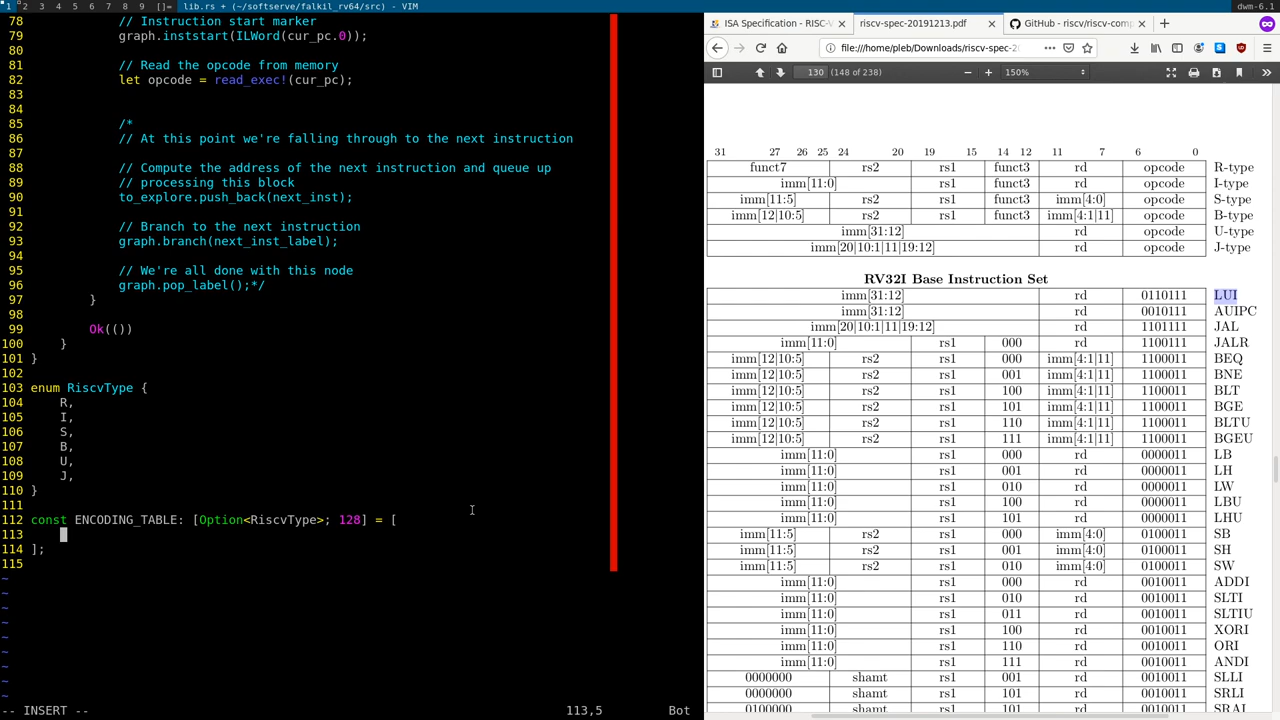 1 2 3 4 5 6 7 8 9 []= lib.rs + (~/softserve/falkil_rv64/src) - VIM
dwm-6.1
78 // Instruction start marker
79 graph.inststart(ILWord(cur_pc.0));
80
81 // Read the opcode from memory
82 let opcode = read_exec!(cur_pc);
83
84
85 /*
86 // At this point we're falling through to the next instruction
87
88 // Compute the address of the next instruction and queue up
89 // processing this block
90 to_explore.push_back(next_inst);
91
92 // Branch to the next instruction
93 graph.branch(next_inst_label);
94
95 // We're all done with this node
96 graph.pop_label();*/
97 }
98
99 Ok(())
100 }
101 }
102
103 enum RiscvType {
104 R,
105 I,
106 S,
107 B,
108 U,
109 J,
110 }
111
112 const ENCODING_TABLE: [Option<RiscvType>; 128] = [
113
114 ];
115
~
~
~
~
~
~
~
~
~
-- INSERT -- 113,5 Bot
ISA Specification - RISC-V
riscv-spec-20191213.pdf
GitHub - riscv/riscv-com
file:///home/pleb/Downloads/riscv-spec-2
130 (148 of 238) 150%
31 27 26 25 24 20 19 15 14 12 11 7 6 0
funct7 rs2 rs1 funct3 rd opcode R-type
imm[11:0] rs1 funct3 rd opcode I-type
imm[11:5] rs2 rs1 funct3 imm[4:0] opcode S-type
imm[12|10:5] rs2 rs1 funct3 imm[4:1|11] opcode B-type
imm[31:12] rd opcode U-type
imm[20|10:1|11|19:12] rd opcode J-type
RV32I Base Instruction Set
imm[31:12] rd 0110111 LUI
imm[31:12] rd 0010111 AUIPC
imm[20|10:1|11|19:12] rd 1101111 JAL
imm[11:0] rs1 000 rd 1100111 JALR
imm[12|10:5] rs2 rs1 000 imm[4:1|11] 1100011 BEQ
imm[12|10:5] rs2 rs1 001 imm[4:1|11] 1100011 BNE
imm[12|10:5] rs2 rs1 100 imm[4:1|11] 1100011 BLT
imm[12|10:5] rs2 rs1 101 imm[4:1|11] 1100011 BGE
imm[12|10:5] rs2 rs1 110 imm[4:1|11] 1100011 BLTU
imm[12|10:5] rs2 rs1 111 imm[4:1|11] 1100011 BGEU
imm[11:0] rs1 000 rd 0000011 LB
imm[11:0] rs1 001 rd 0000011 LH
imm[11:0] rs1 010 rd 0000011 LW
imm[11:0] rs1 100 rd 0000011 LBU
imm[11:0] rs1 101 rd 0000011 LHU
imm[11:5] rs2 rs1 000 imm[4:0] 0100011 SB
imm[11:5] rs2 rs1 001 imm[4:0] 0100011 SH
imm[11:5] rs2 rs1 010 imm[4:0] 0100011 SW
imm[11:0] rs1 000 rd 0010011 ADDI
imm[11:0] rs1 010 rd 0010011 SLTI
imm[11:0] rs1 011 rd 0010011 SLTIU
imm[11:0] rs1 100 rd 0010011 XORI
imm[11:0] rs1 110 rd 0010011 ORI
imm[11:0] rs1 111 rd 0010011 ANDI
0000000 shamt rs1 001 rd 0010011 SLLI
0000000 shamt rs1 101 rd 0010011 SRLI
0100000 shamt rs1 101 rd 0010011 SRAI